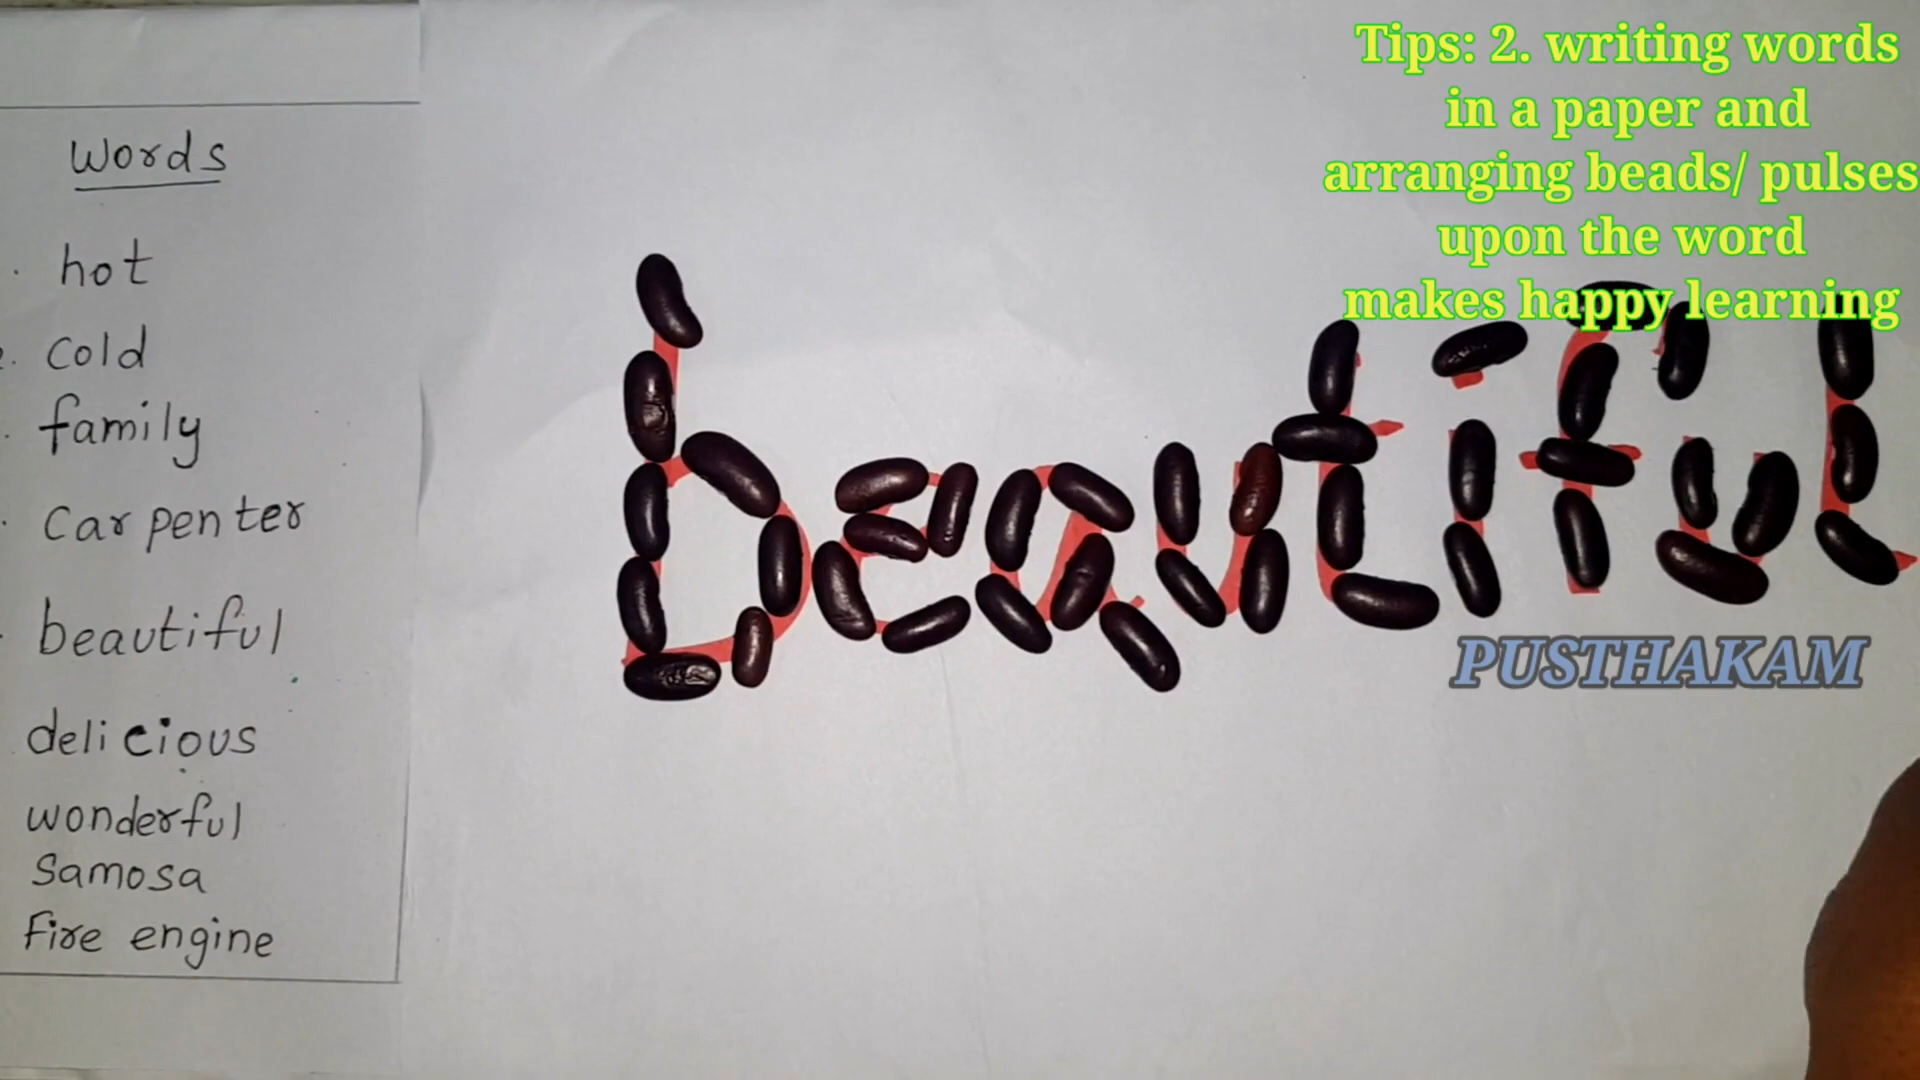 Words
hot
cold
family
Carpenter
beautiful
delicious
wonderful
Samosa
Fire engine
beautiful
Tips: 2. writing words
in a paper and
arranging beads/ pulses
upon the word
makes happy learning
PUSTHAKAM